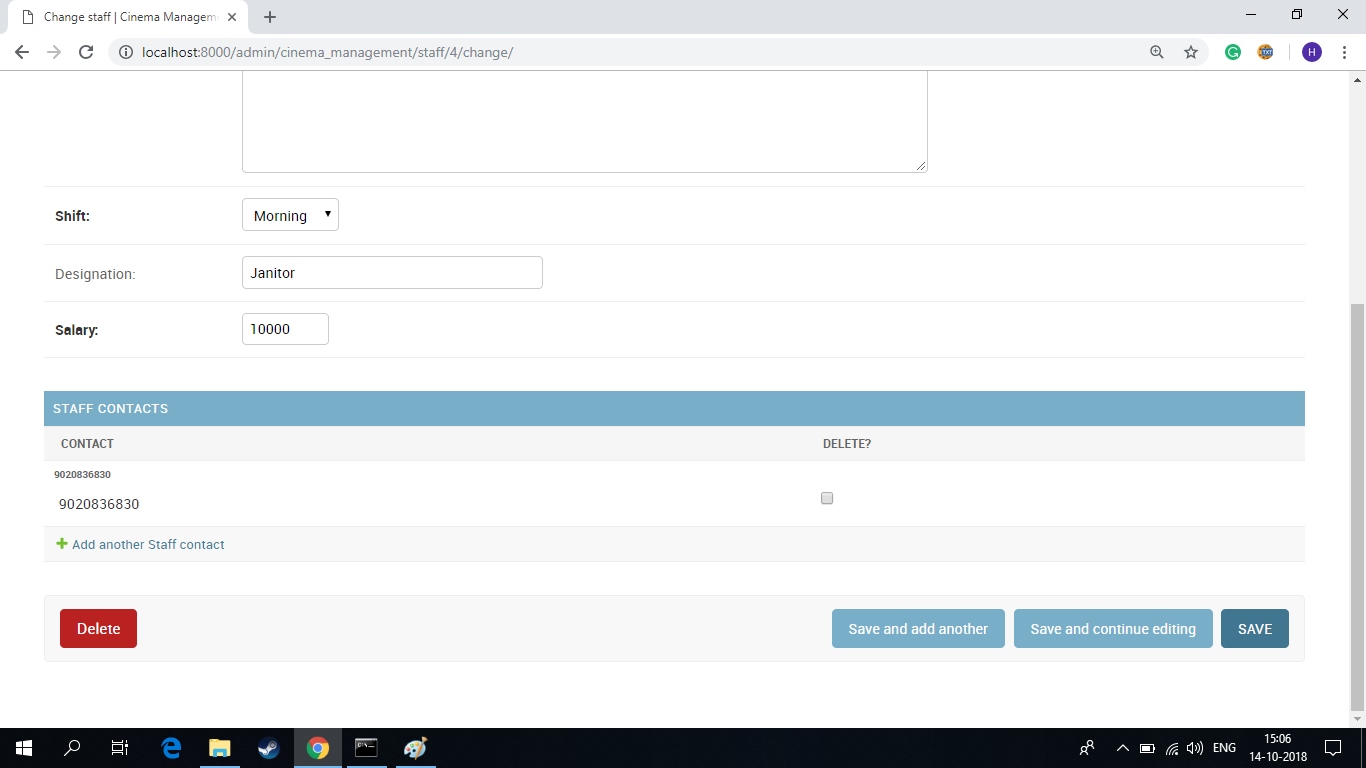 Change staff | Cinema Managem
localhost:8000/admin/cinema_management/staff/4/change/
H
Shift: Morning
Designation: Janitor
Salary: 10000
STAFF CONTACTS
CONTACT DELETE?
9020836830
9020836830
Add another Staff contact
Delete Save and add another Save and continue editing SAVE
ENG 15:06
14-10-2018